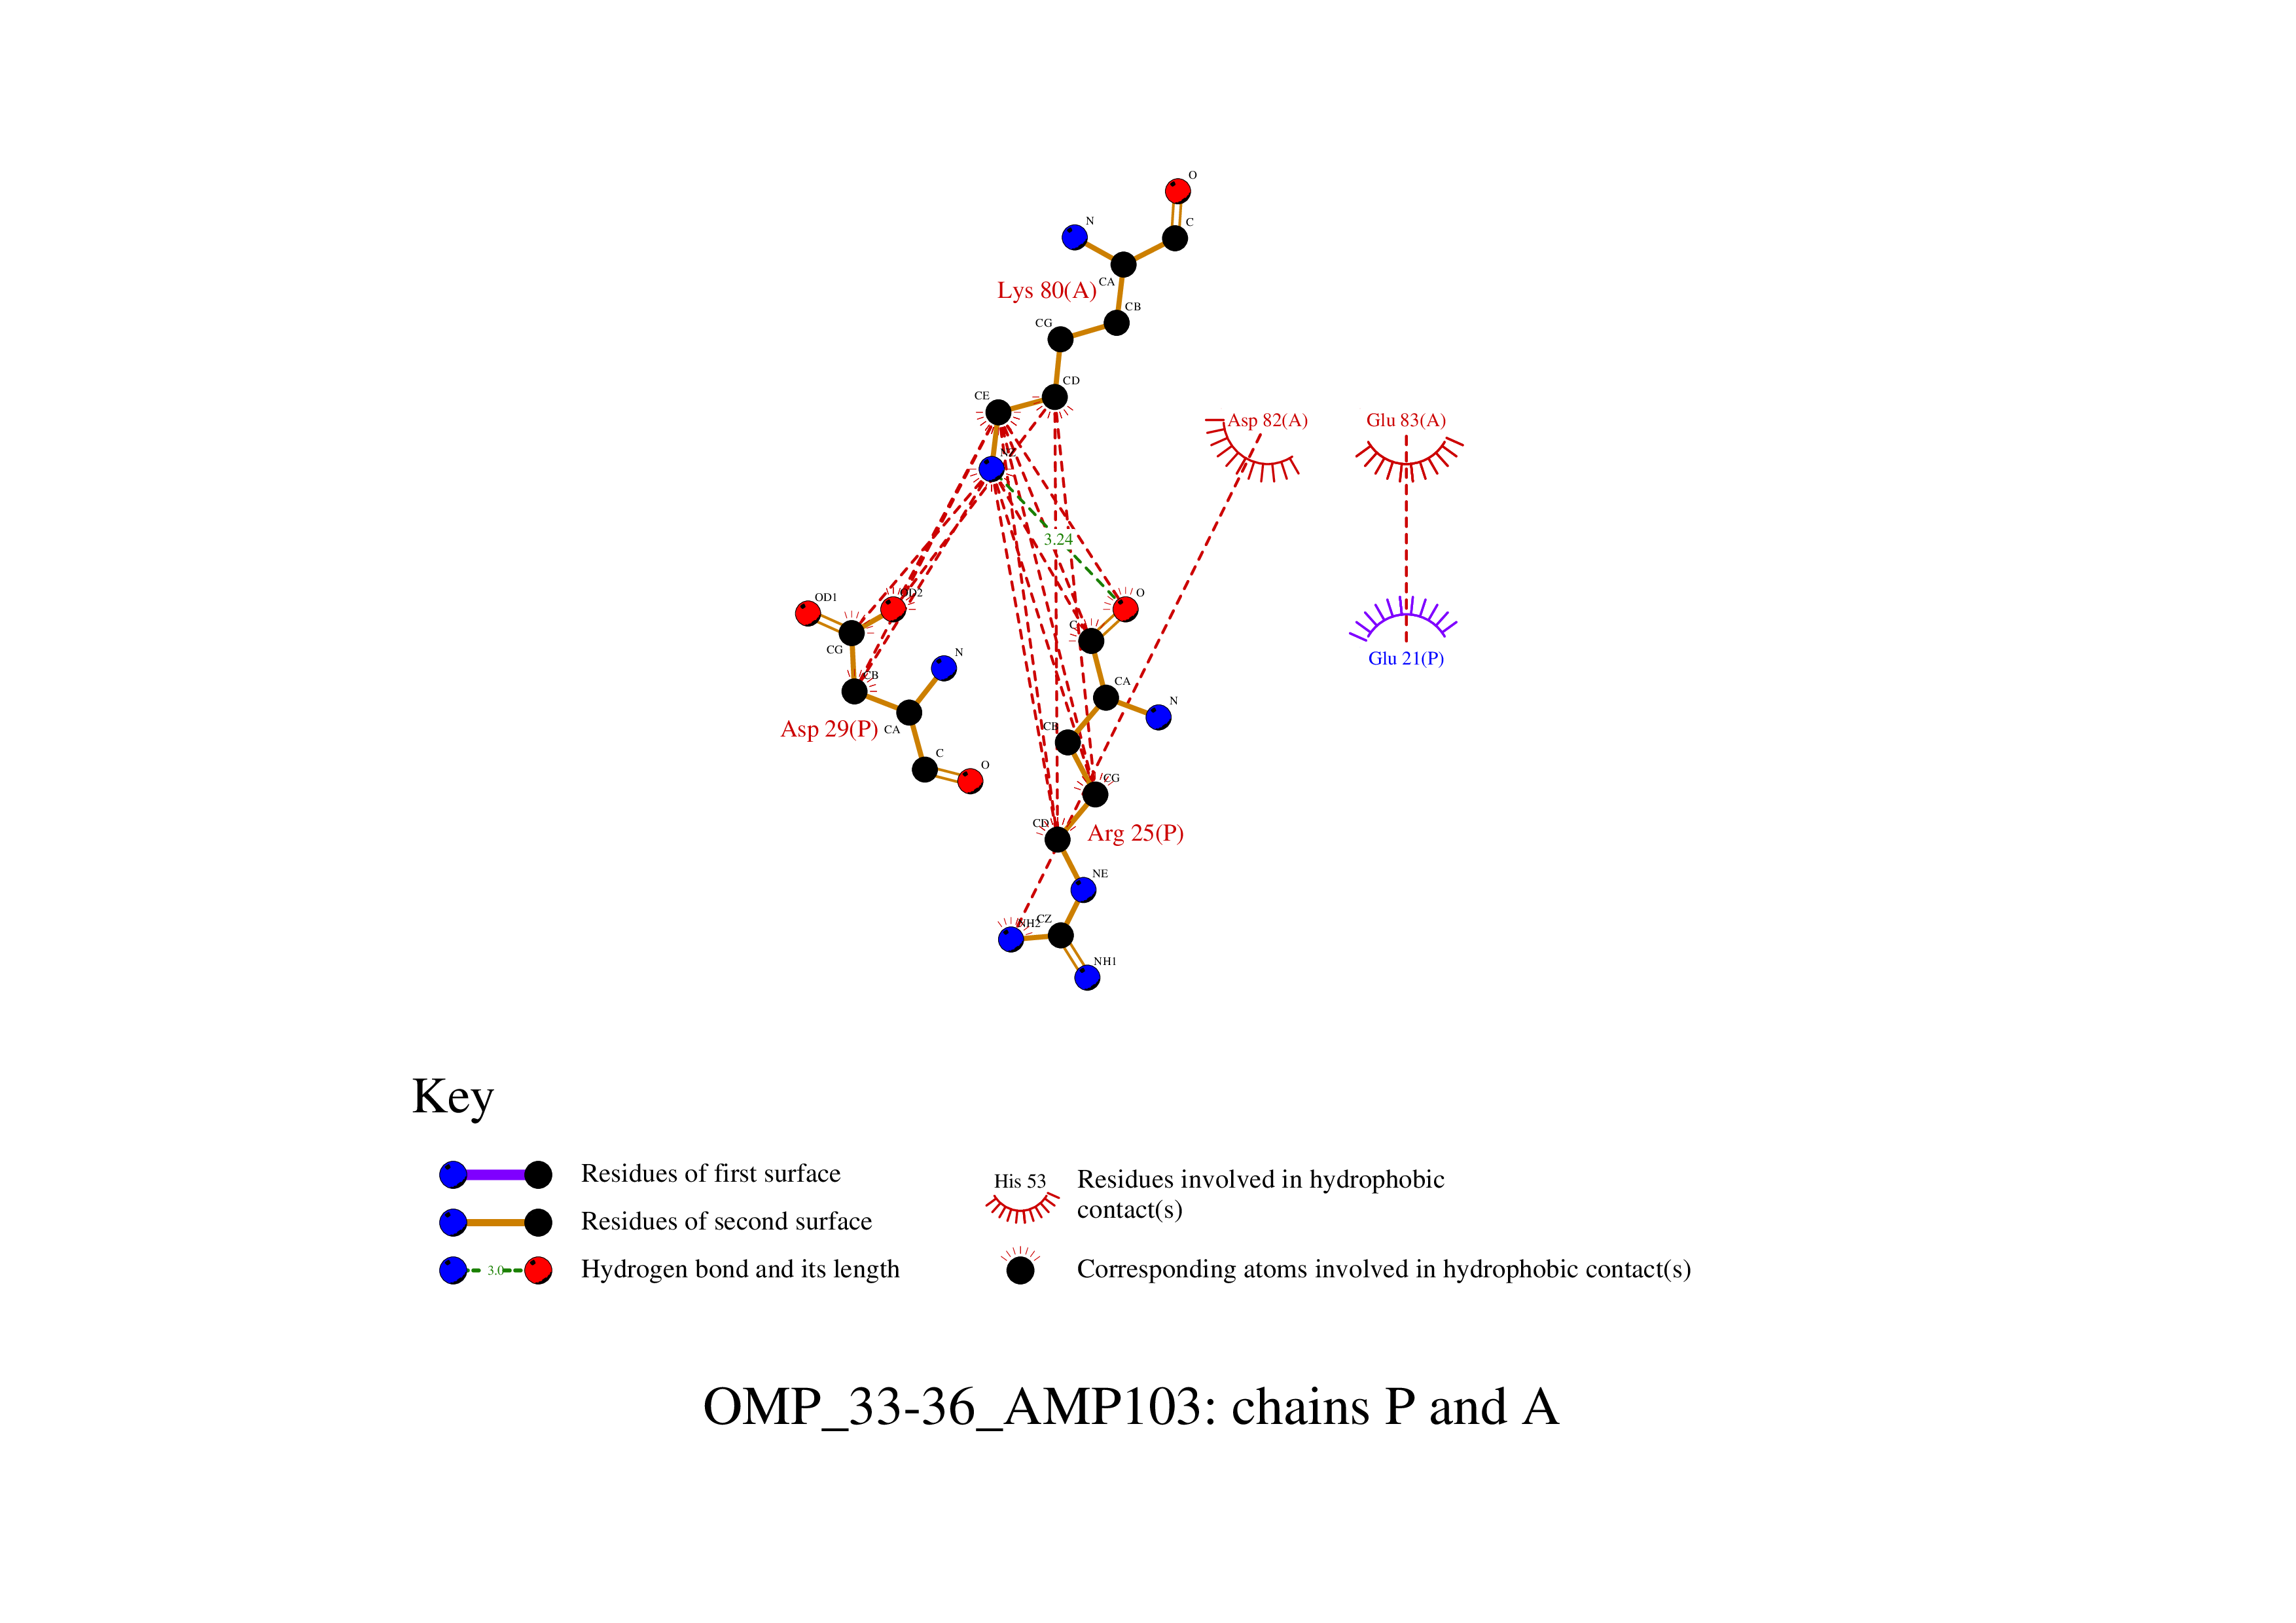 O
N
C
CA
Lys 80(A)
CB
CG
CD
CE
NZ
Asp 82(A)
Glu 83(A)
3.24
OD1
OD2
O
C
CG
N
Glu 21(P)
CB
CA
N
Asp 29(P)
CA
CB
C
O
CG
CD
Arg 25(P)
NE
NH2
CZ
NH1
Key
Residues of first surface
Residues of second surface
3.0
Hydrogen bond and its length
His 53
Residues involved in hydrophobic
contact(s)
Corresponding atoms involved in hydrophobic contact(s)
OMP_33-36_AMP103: chains P and A